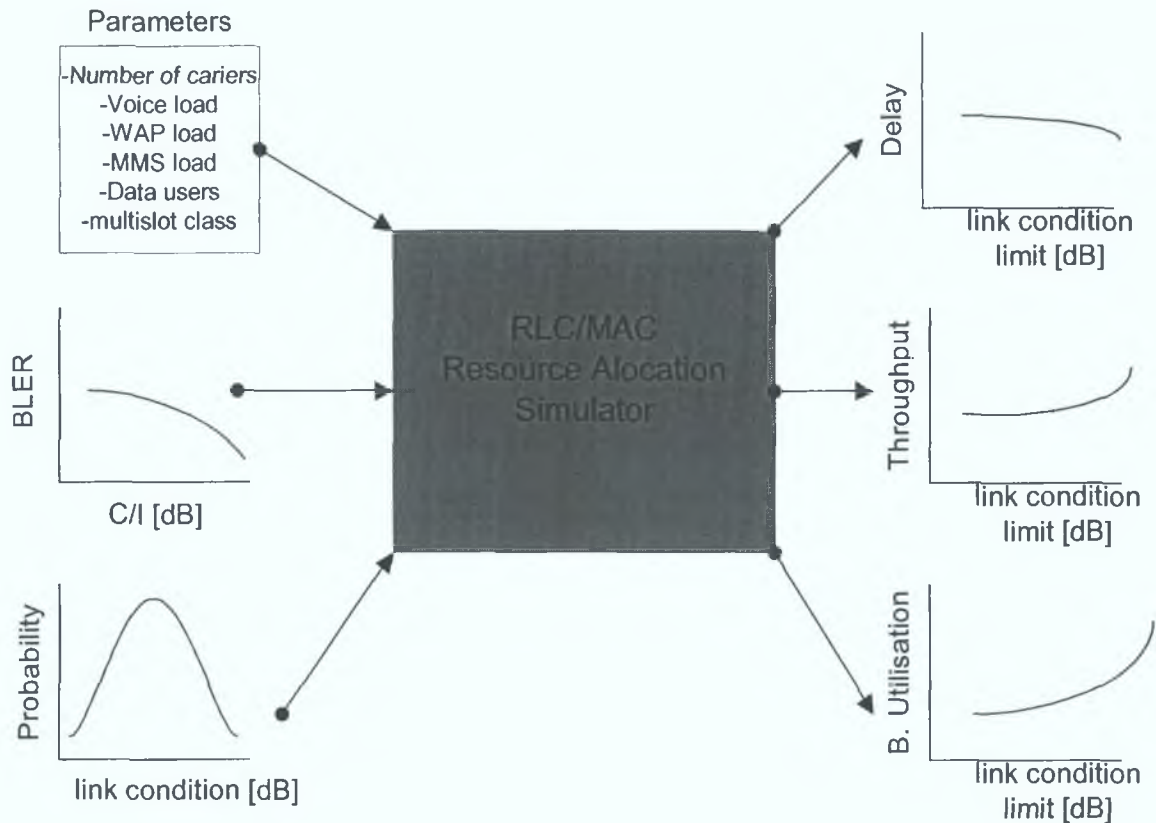 Parameters
-Number of cariers
-Voice load
-WAP load
-MMS load
-Data users
-multislot class
BLER
C/I [dB]
Probability
link condition [dB]
RLC/MAC
Resource Alocation
Simulator
Delay
link condition
limit [dB]
Throughput
link condition
limit [dB]
B. Utilisation
link condition
limit [dB]